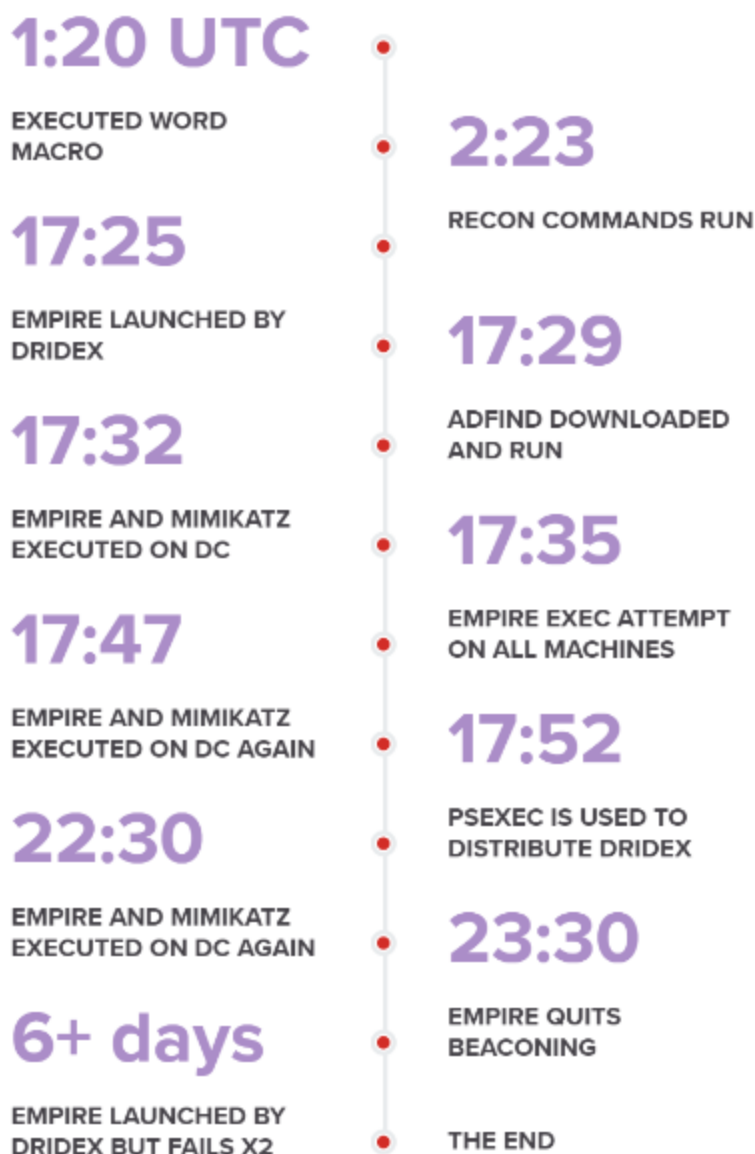 1:20 UTC
EXECUTED WORD
MACRO
2:23
RECON COMMANDS RUN
17:25
EMPIRE LAUNCHED BY
DRIDEX
17:29
ADFIND DOWNLOADED
AND RUN
17:32
EMPIRE AND MIMIKATZ
EXECUTED ON DC
17:35
EMPIRE EXEC ATTEMPT
ON ALL MACHINES
17:47
EMPIRE AND MIMIKATZ
EXECUTED ON DC AGAIN
17:52
PSEXEC IS USED TO
DISTRIBUTE DRIDEX
22:30
EMPIRE AND MIMIKATZ
EXECUTED ON DC AGAIN
23:30
EMPIRE QUITS
BEACONING
6+ days
EMPIRE LAUNCHED BY
DRIDEX BUT FAILS X2
THE END